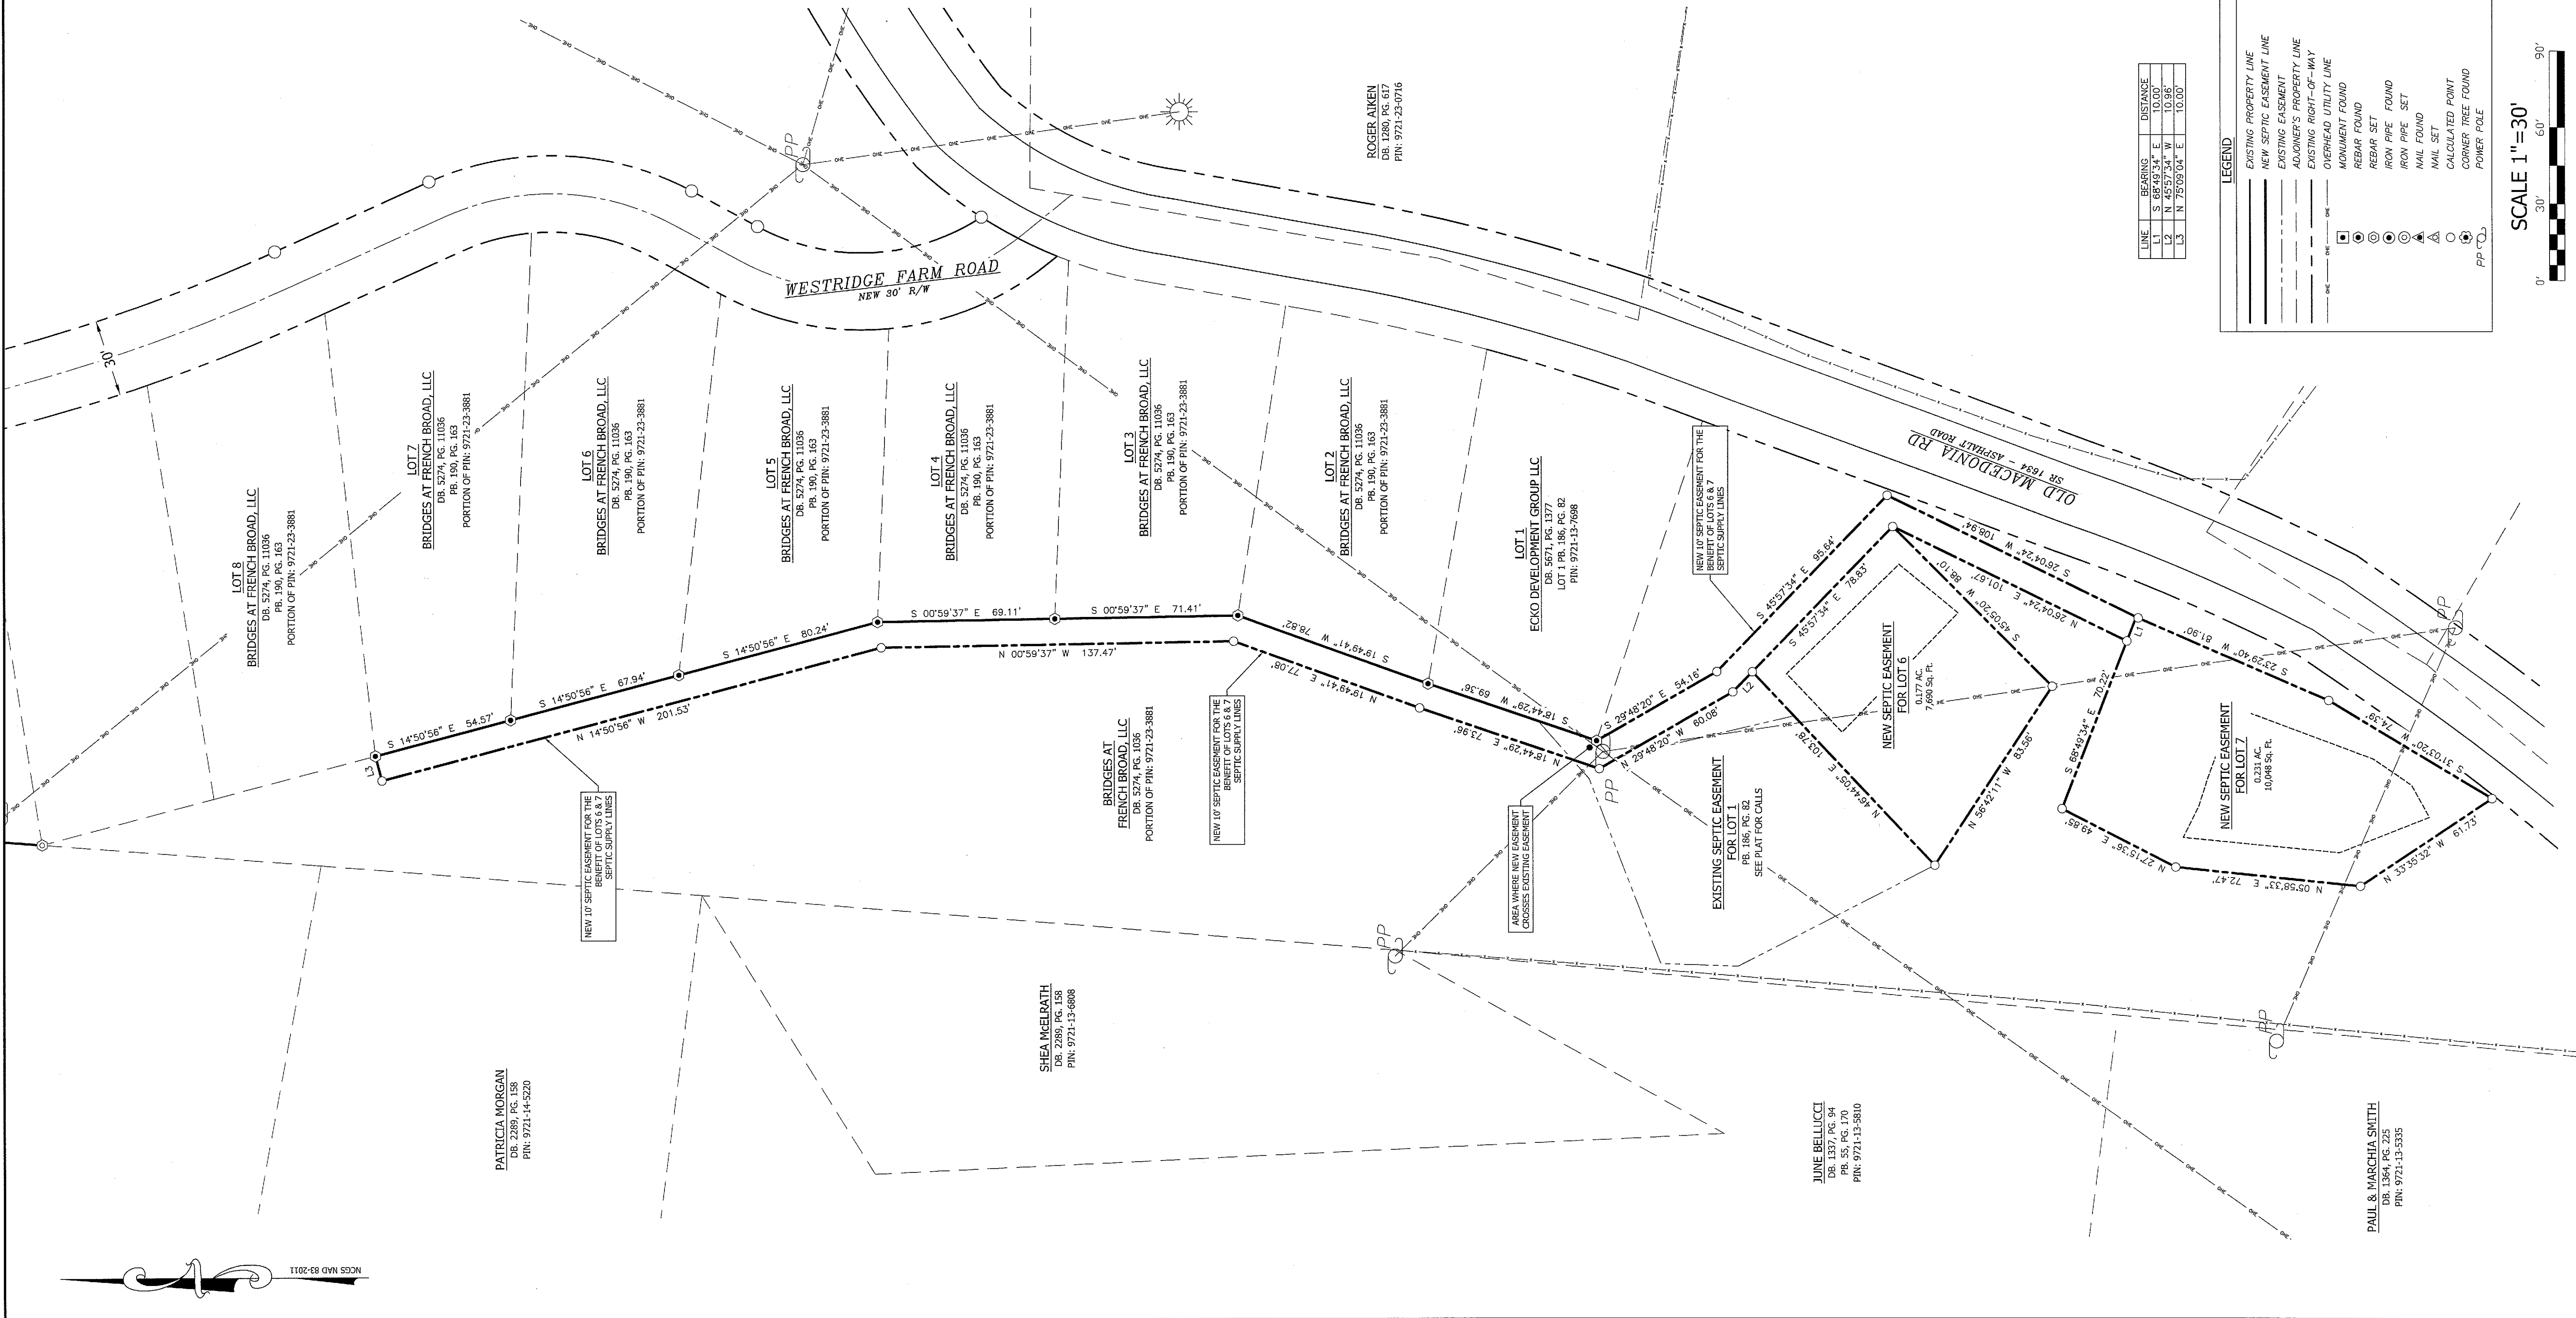 30'
WESTRIDGE FARM ROAD
NEW 30' R/W
OLD MACEDONIA RD
SR 1634 - ASPHALT ROAD
ROGER AIKEN
DB. 1280, PG. 617
PIN: 9721-23-0716
LOT 8
BRIDGES AT FRENCH BROAD, LLC
DB. 5274, PG. 11036
PB. 190, PG. 163
PORTION OF PIN: 9721-23-3881
LOT 7
BRIDGES AT FRENCH BROAD, LLC
DB. 5274, PG. 11036
PB. 190, PG. 163
PORTION OF PIN: 9721-23-3881
LOT 6
BRIDGES AT FRENCH BROAD, LLC
DB. 5274, PG. 11036
PB. 190, PG. 163
PORTION OF PIN: 9721-23-3881
LOT 5
BRIDGES AT FRENCH BROAD, LLC
DB. 5274, PG. 11036
PB. 190, PG. 163
PORTION OF PIN: 9721-23-3881
LOT 4
BRIDGES AT FRENCH BROAD, LLC
DB. 5274, PG. 11036
PB. 190, PG. 163
PORTION OF PIN: 9721-23-3881
LOT 3
BRIDGES AT FRENCH BROAD, LLC
DB. 5274, PG. 11036
PB. 190, PG. 163
PORTION OF PIN: 9721-23-3881
LOT 2
BRIDGES AT FRENCH BROAD, LLC
DB. 5274, PG. 11036
PB. 190, PG. 163
PORTION OF PIN: 9721-23-3881
LOT 1
ECKO DEVELOPMENT GROUP LLC
DB. 5671, PG. 1377
LOT 1 PB. 186, PG. 82
PIN: 9721-13-7698
NEW 10' SEPTIC EASEMENT FOR THE
BENEFIT OF LOTS 6 & 7
SEPTIC SUPPLY LINES
L3
S 14°50'56" E 54.57'
S 14°50'56" E 67.94'
S 14°50'56" E 80.24'
S 00°59'37" E 69.11'
S 00°59'37" E 71.41'
S 19°49'41" W 78.82'
S 18°44'29" W 69.36'
S 29°48'20" E 54.16'
S 45°57'34" E 95.64'
S 26°04'24" W 108.94'
S 23°29'40" W 81.90'
S 31°03'20" W 74.39'
N 33°35'32" W 61.73'
N 05°58'33" E 72.47'
N 27°15'36" E 49.85'
S 68°49'34" E 70.22'
L1
N 26°04'24" E 101.67'
S 45°05'20" W 88.10'
N 56°42'11" W 83.56'
N 46°44'05" E 103.78'
S 45°57'34" E 78.83'
L2
N 29°48'20" W 60.08'
N 18°44'29" E 73.96'
N 19°49'41" E 77.08'
N 00°59'37" W 137.47'
N 14°50'56" W 201.53'
NEW 10' SEPTIC EASEMENT FOR THE
BENEFIT OF LOTS 6 & 7
SEPTIC SUPPLY LINES
NEW 10' SEPTIC EASEMENT FOR THE
BENEFIT OF LOTS 6 & 7
SEPTIC SUPPLY LINES
BRIDGES AT
FRENCH BROAD, LLC
DB. 5274, PG. 1036
PORTION OF PIN: 9721-23-3881
AREA WHERE NEW EASEMENT
CROSSES EXISTING EASEMENT
EXISTING SEPTIC EASEMENT
FOR LOT 1
PB. 186, PG. 82
SEE PLAT FOR CALLS
NEW SEPTIC EASEMENT
FOR LOT 6
0.177 AC.
7,690 Sq. Ft.
NEW SEPTIC EASEMENT
FOR LOT 7
0.231 AC.
10,048 Sq. Ft.
PP
PP
PP
PP
PP
PATRICIA MORGAN
DB. 2289, PG. 158
PIN: 9721-14-5220
SHEA McELRATH
DB. 2289, PG. 158
PIN: 9721-13-6808
JUNE BELLUCCI
DB. 1337, PG. 94
PB. 55, PG. 170
PIN: 9721-13-5810
PAUL & MARCHIA SMITH
DB. 1364, PG. 225
PIN: 9721-13-5335
NCGS NAD 83-2011
LINE BEARING DISTANCE
L1 S 68°49'34" E 10.00'
L2 N 45°57'34" W 10.96'
L3 N 75°09'04" E 10.00'
LEGEND
EXISTING PROPERTY LINE
NEW SEPTIC EASEMENT LINE
EXISTING EASEMENT
ADJOINER'S PROPERTY LINE
EXISTING RIGHT-OF-WAY
OHE OHE OVERHEAD UTILITY LINE
MONUMENT FOUND
REBAR FOUND
REBAR SET
IRON PIPE FOUND
IRON PIPE SET
NAIL FOUND
NAIL SET
CALCULATED POINT
CORNER TREE FOUND
PP POWER POLE
0' 30' 60' 90'
SCALE 1"=30'